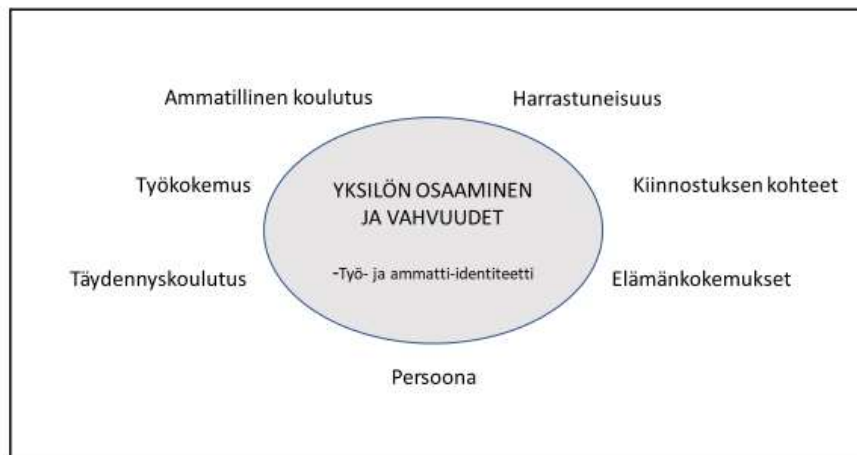 Ammatillinen koulutus
Harrastuneisuus
Työkokemus
YKSILÖN OSAAMINEN
JA VAHVUUDET
Kiinnostuksen kohteet
Täydennyskoulutus
-Työ- ja ammatti-identiteetti
Elämänkokemukset
Persoona